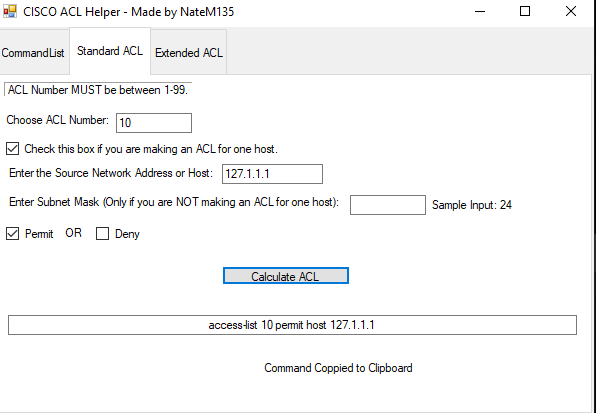 CISCO ACL Helper - Made by NateM135
CommandList Standard ACL Extended ACL
ACL Number MUST be between 1-99.
Choose ACL Number: 10
Check this box if you are making an ACL for one host.
Enter the Source Network Address or Host: 127.1.1.1
Enter Subnet Mask (Only if you are NOT making an ACL for one host): Sample Input: 24
Permit OR Deny
Calculate ACL
access-list 10 permit host 127.1.1.1
Command Coppied to Clipboard